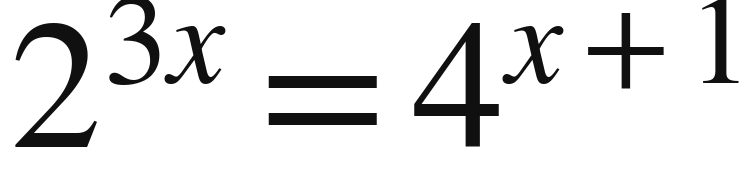 2^{3x} = 4^{x + 1}